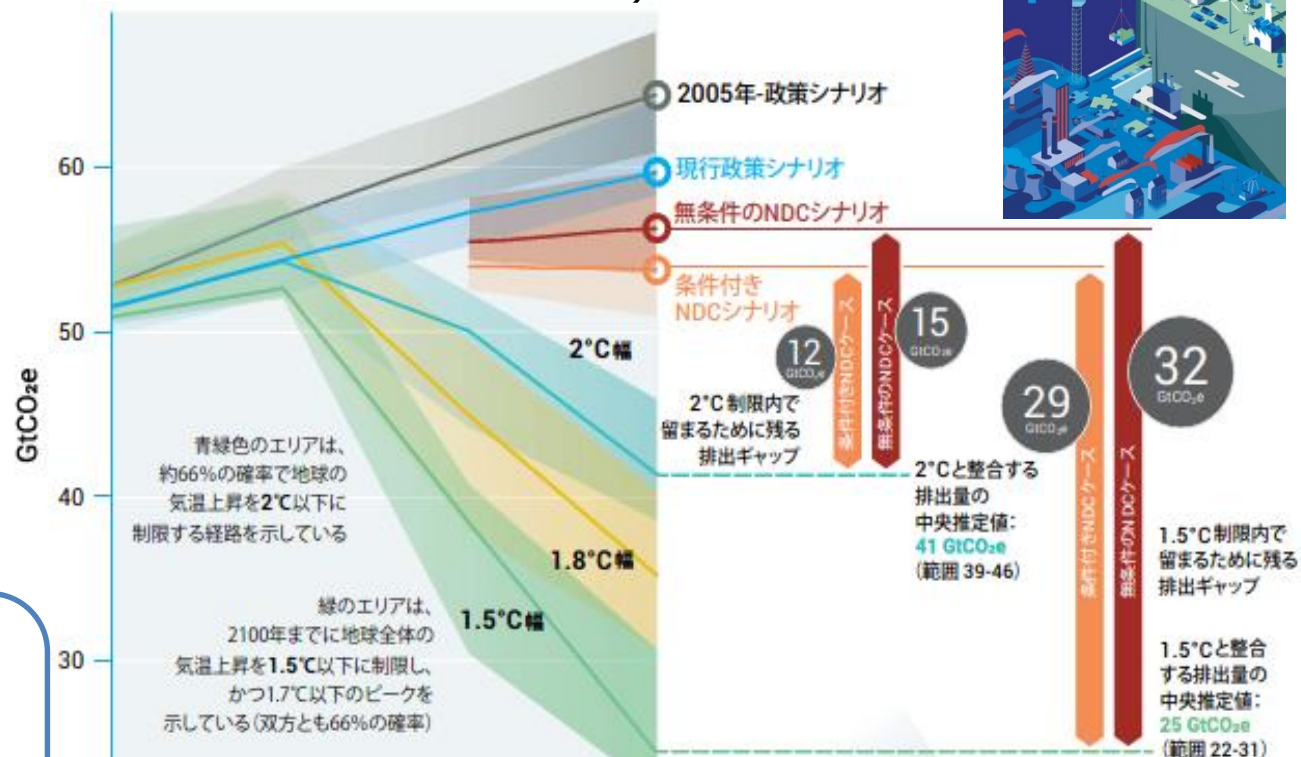 2005年-政策シナリオ
60
現行政策シナリオ
無条件のNDCシナリオ
条件付き
NDCシナリオ
50
2°C幅
12
GtCO₂e
条件付きNDCケース
無条件のNDCケース
15
GtCO₂e
29
GtCO₂e
条件付きNDCケース
無条件のNDCケース
32
GtCO₂e
GtCO₂e
2°C制限内で
留まるために残る
排出ギャップ
青緑色のエリアは、
約66%の確率で地球の
気温上昇を2℃以下に
制限する経路を示している
40
2°Cと整合する
排出量の
中央推定値：
41 GtCO₂e
（範囲 39-46）
1.5°C制限内で
留まるために残る
排出ギャップ
1.8°C幅
緑のエリアは、
2100年までに地球全体の
気温上昇を1.5℃以下に制限し、
かつ1.7℃以下のピークを
示している（双方とも66%の確率）
1.5°C幅
30
1.5°Cと整合
する排出量の
中央推定値：
25 GtCO₂e
（範囲 22-31）